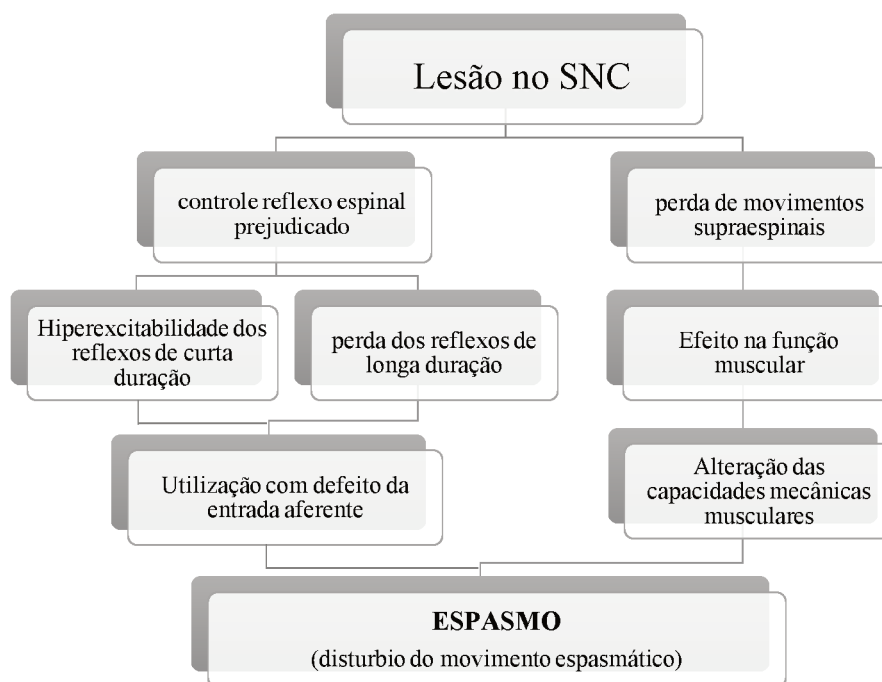 Lesão no SNC
controle reflexo espinal
prejudicado
perda de movimentos
supraespinais
Hiperexcitabilidade dos
reflexos de curta
duração
perda dos reflexos de
longa duração
Efeito na função
muscular
Utilização com defeito da
entrada aferente
Alteração das
capacidades mecânicas
musculares
ESPASMO
(disturbio do movimento espasmático)